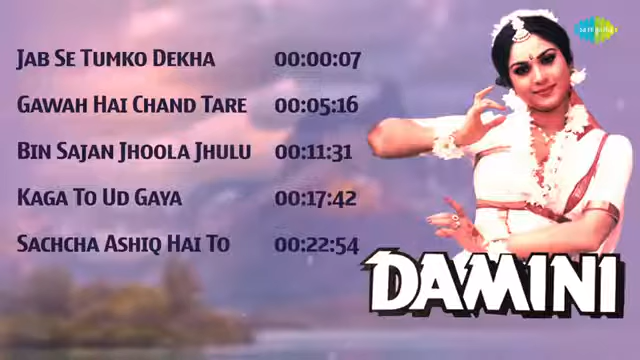 Jab Se Tumko Dekha 00:00:07
Gawah Hai Chand Tare 00:05:16
Bin Sajan Jhoola Jhulu 00:11:31
Kaga To Ud Gaya 00:17:42
Sachcha Ashiq Hai To 00:22:54
DAMINI